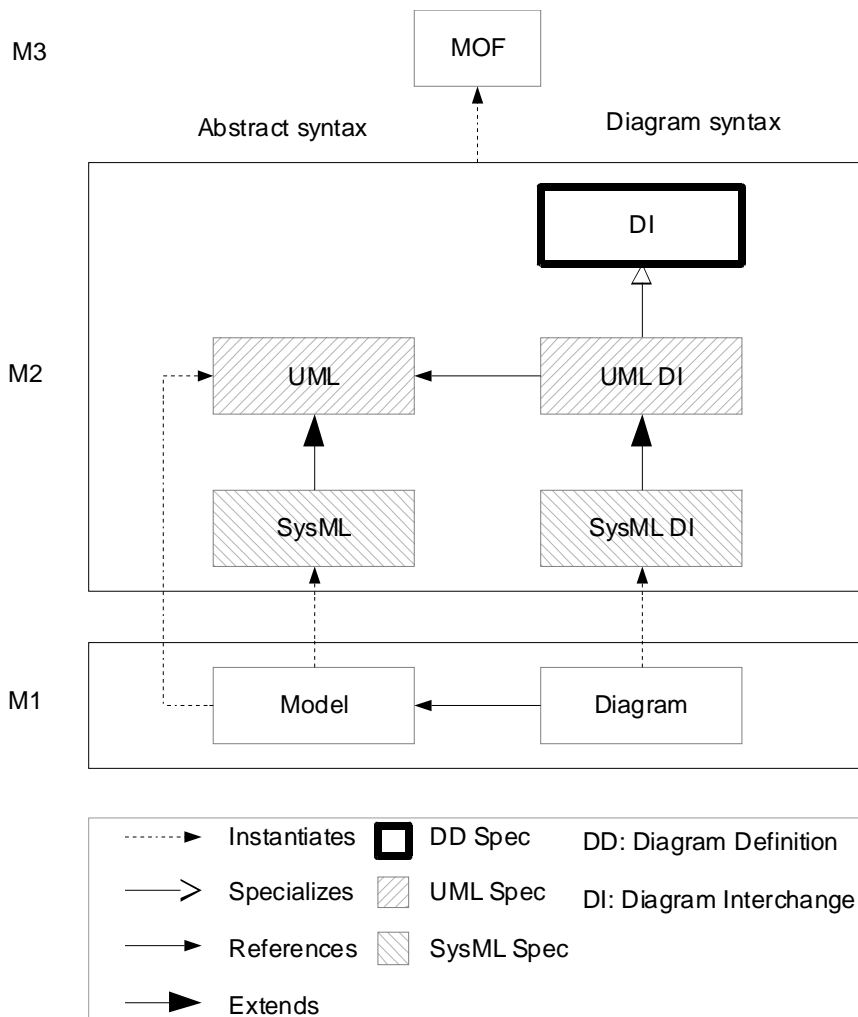 M3
MOF
Abstract syntax
Diagram syntax
DI
M2
UML
UML DI
SysML
SysML DI
M1
Model
Diagram
Instantiates
DD Spec
DD: Diagram Definition
Specializes
UML Spec
DI: Diagram Interchange
References
SysML Spec
Extends